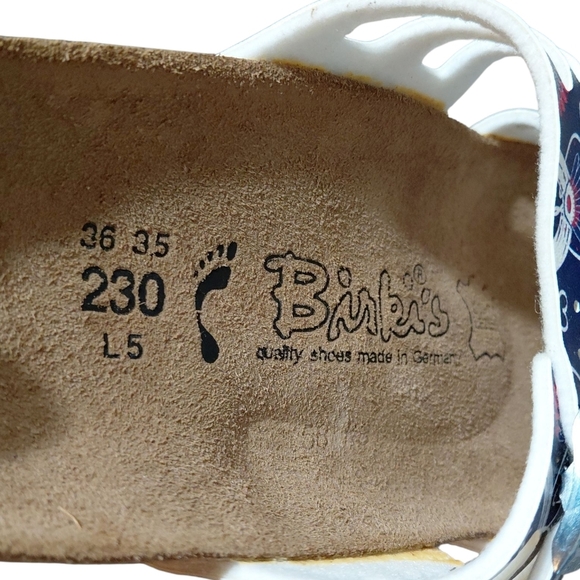 36 35
230
L 5
Birki's®
quality shoes made in Germany